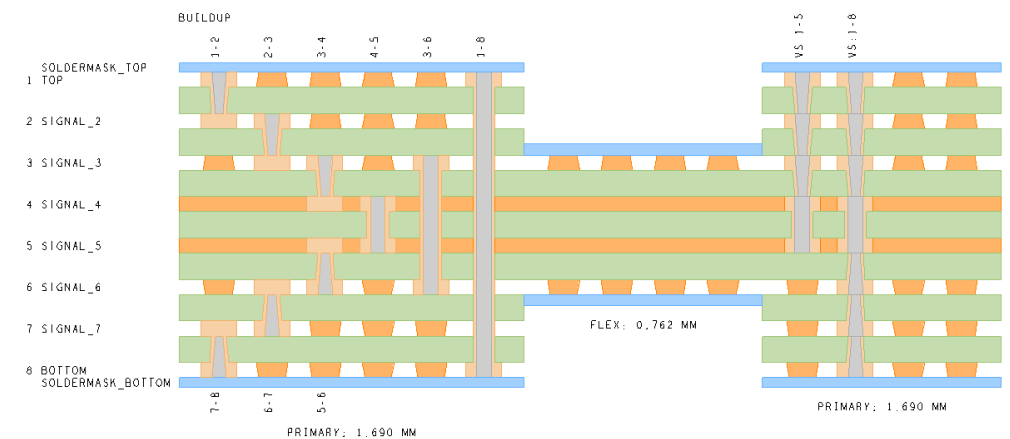 BUILDUP
1-2 2-3 3-4 4-5 3-6 1-8 VS 1-5 VS:1-8
SOLDERMASK_TOP
1 TOP
2 SIGNAL_2
3 SIGNAL_3
4 SIGNAL_4
5 SIGNAL_5
6 SIGNAL_6
FLEX: 0,762 MM
7 SIGNAL_7
8 BOTTOM
SOLDERMASK_BOTTOM
7-8 6-7 5-6
PRIMARY: 1.690 MM
PRIMARY: 1.690 MM